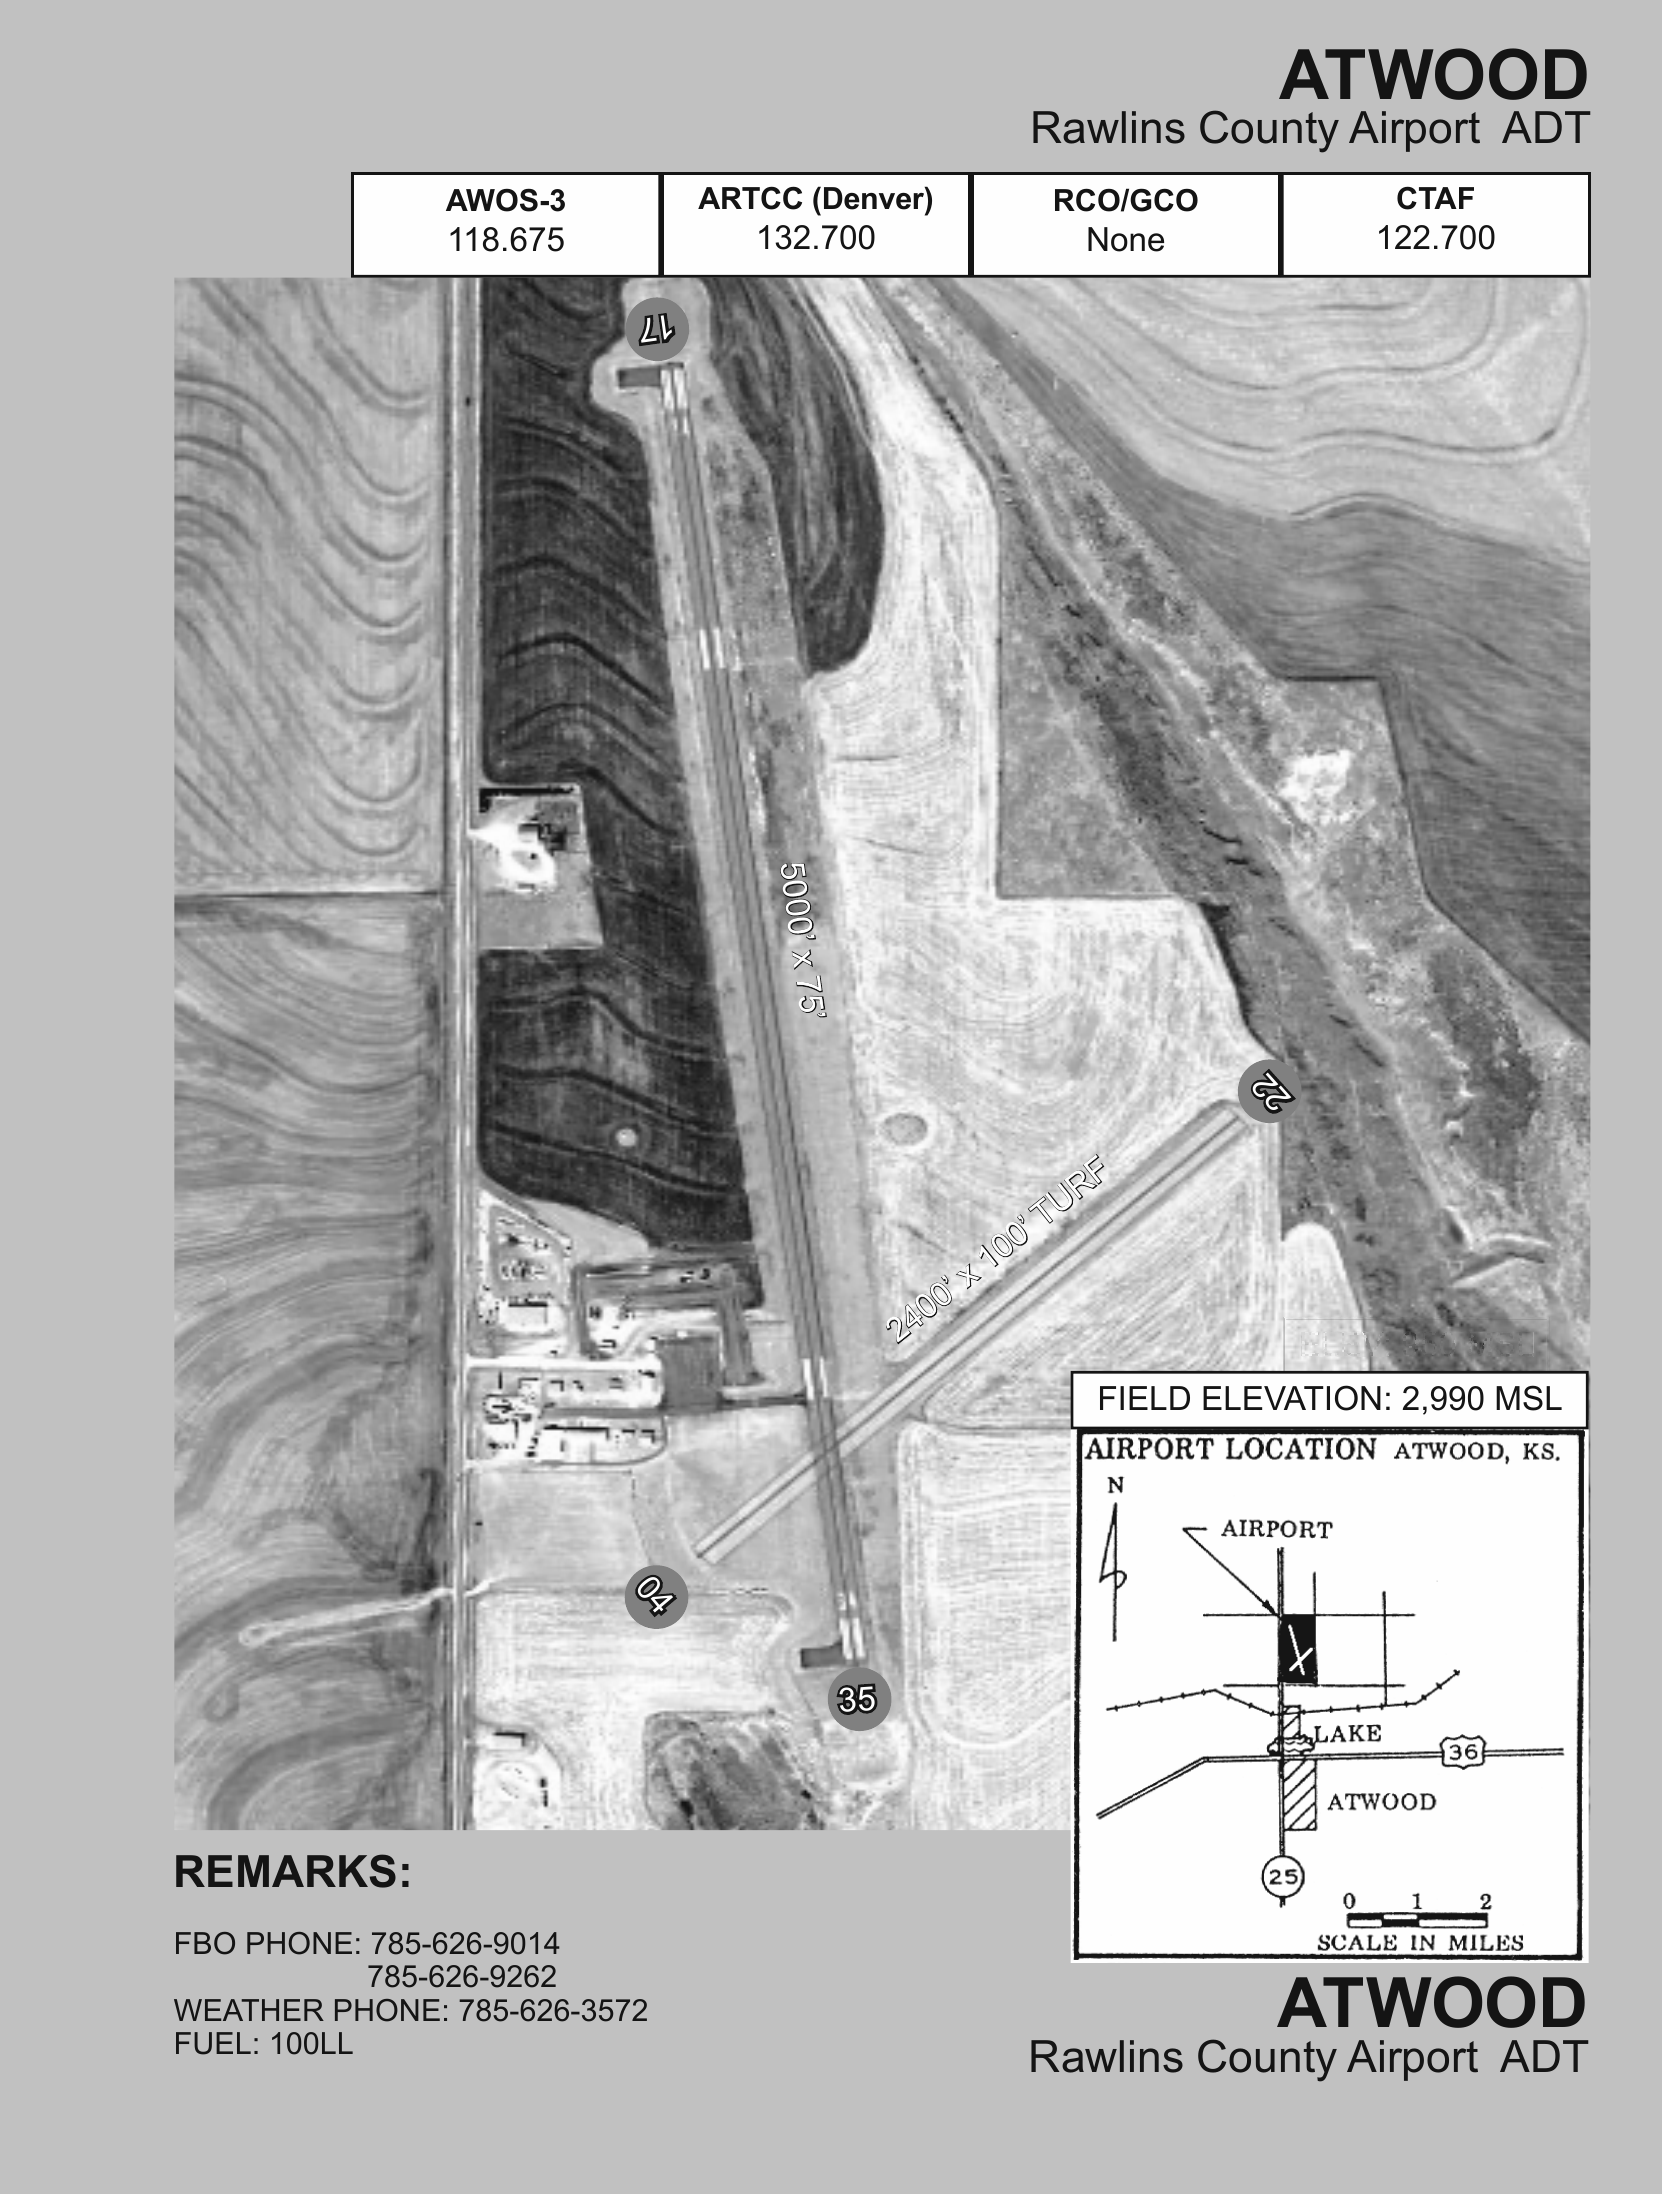 ATWOOD
Rawlins County Airport ADT
AWOS-3
118.675
ARTCC (Denver)
132.700
RCO/GCO
None
CTAF
122.700
17
5000' x 75'
22
2400' x 100' TURF
04
35
FIELD ELEVATION: 2,990 MSL
AIRPORT LOCATION ATWOOD, KS.
N
AIRPORT
LAKE
36
ATWOOD
25
0 1 2
SCALE IN MILES
REMARKS:
FBO PHONE: 785-626-9014
785-626-9262
WEATHER PHONE: 785-626-3572
FUEL: 100LL
ATWOOD
Rawlins County Airport ADT